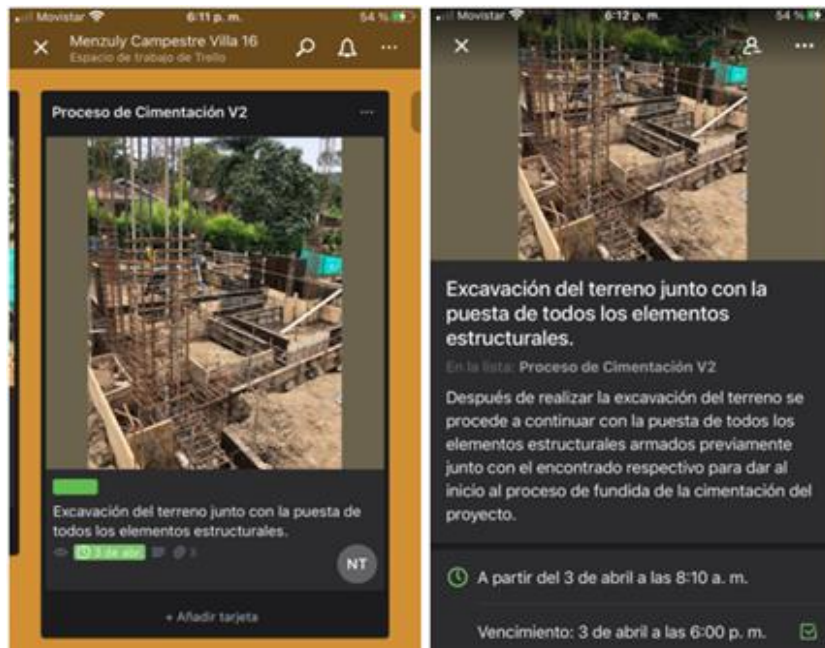 Movistar 6:11 p. m. 54 %
Menzuly Campestre Villa 16
Espacio de trabajo de Trello
Proceso de Cimentación V2
Excavación del terreno junto con la puesta de
todos los elementos estructurales.
3 de abr. 3
NT
+ Añadir tarjeta
Movistar 6:12 p. m. 54 %
Excavación del terreno junto con la
puesta de todos los elementos
estructurales.
En la lista: Proceso de Cimentación V2
Después de realizar la excavación del terreno se
procede a continuar con la puesta de todos los
elementos estructurales armados previamente
junto con el encontrado respectivo para dar al
inicio al proceso de fundida de la cimentación del
proyecto.
A partir del 3 de abril a las 8:10 a. m.
Vencimiento: 3 de abril a las 6:00 p. m.